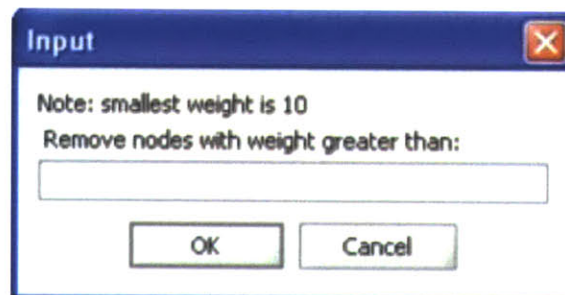 Input
Note: smallest weight is 10
Remove nodes with weight greater than:
OK
Cancel